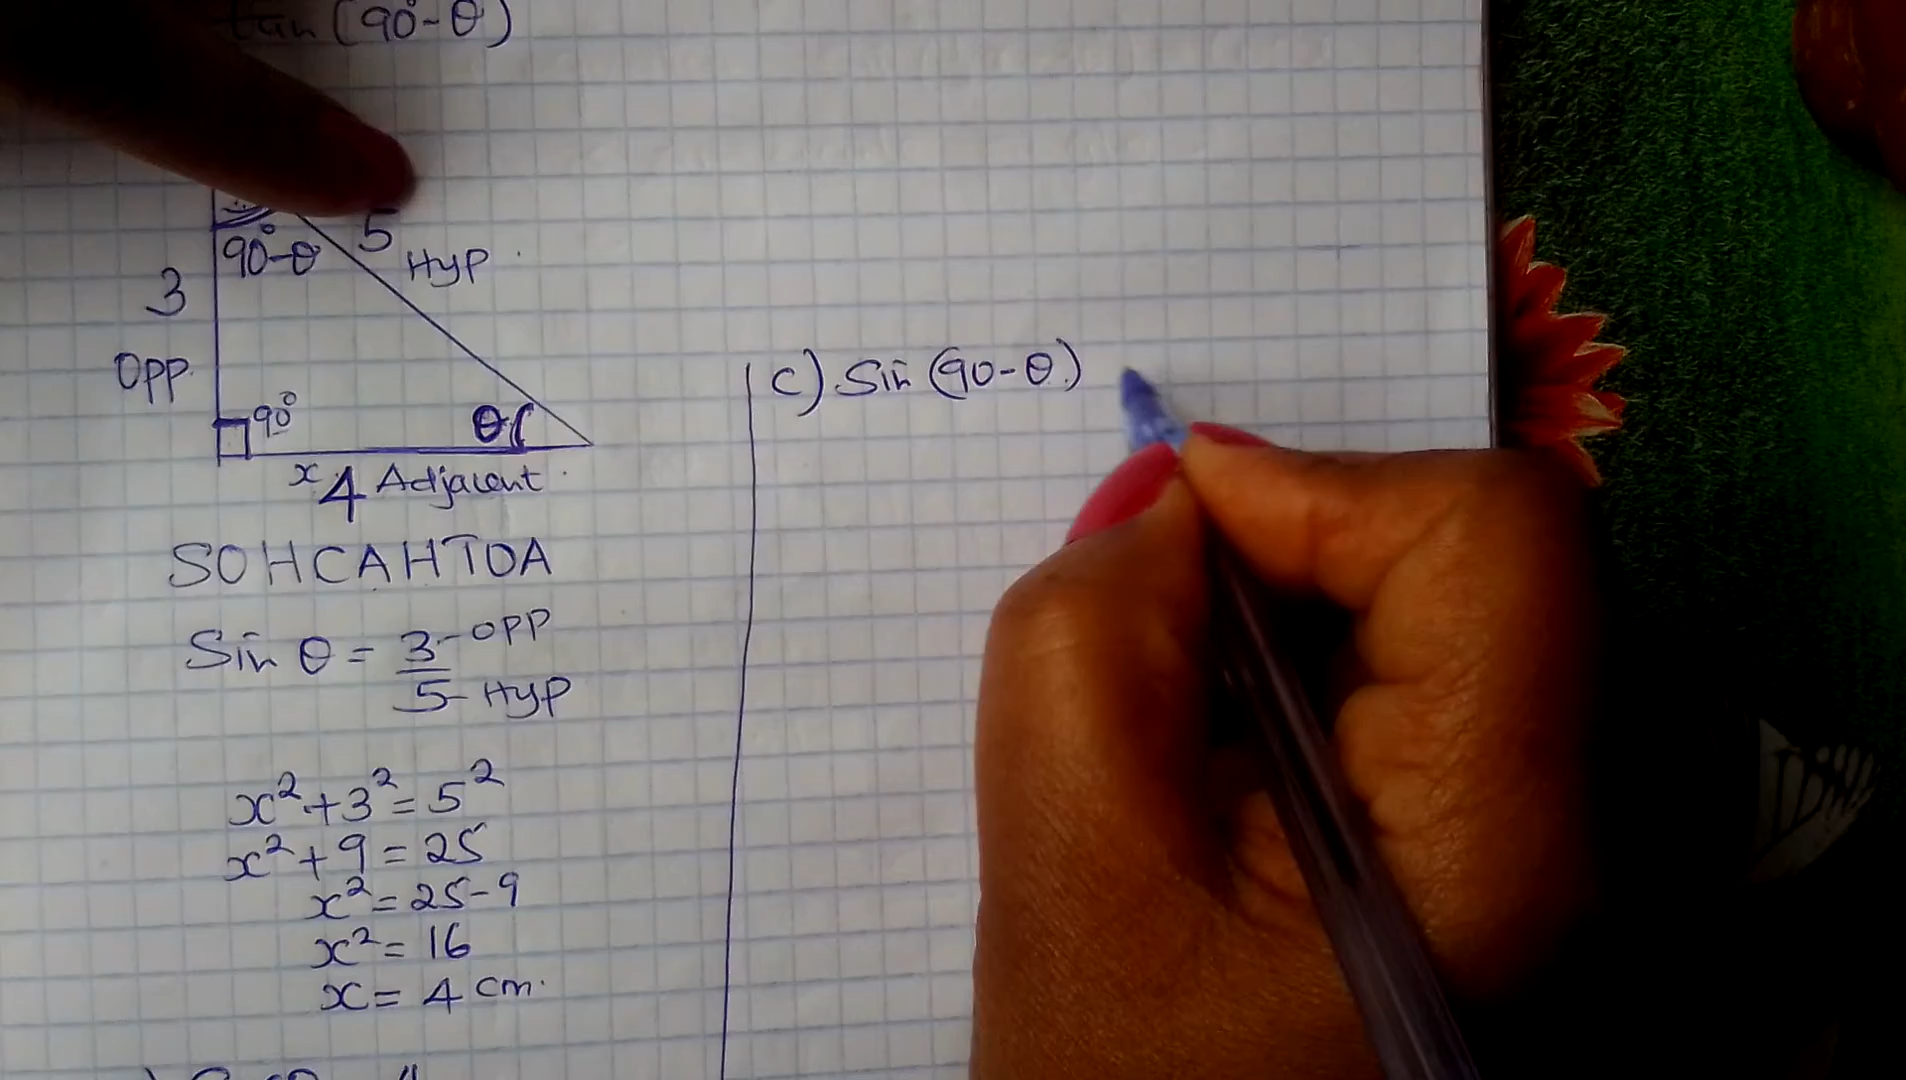 tan (90°-θ)
90°-θ
5
Hyp
3
Opp.
90°
θ
x 4 Adjacent
SOHCAHTOA
Sin θ = 3 - OPP
5 - Hyp
x² + 3² = 5²
x² + 9 = 25
x² = 25 - 9
x² = 16
x = 4 cm.
C) Sin (90-θ)